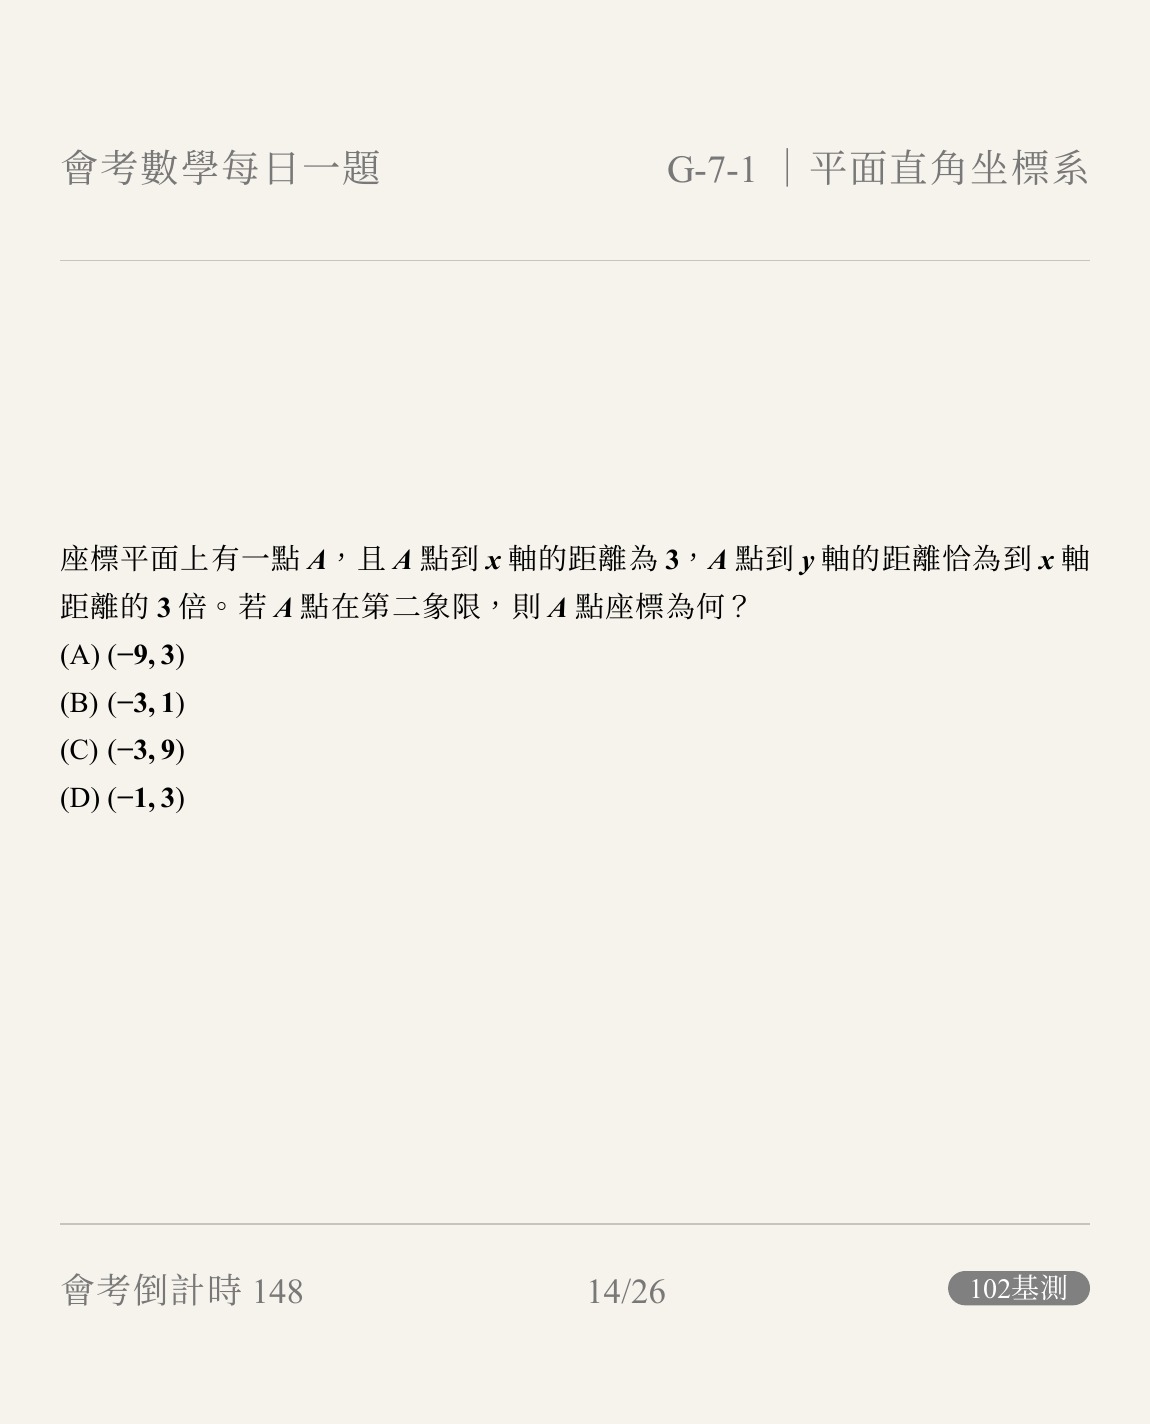 會考數學每日一題
G-7-1 | 平面直角坐標系
座標平面上有一點 A，且 A 點到 x 軸的距離為 3，A 點到 y 軸的距離恰為到 x 軸
距離的 3 倍。若 A 點在第二象限，則 A 點座標為何？
(A) (−9, 3)
(B) (−3, 1)
(C) (−3, 9)
(D) (−1, 3)
會考倒計時 148
14/26
102基測